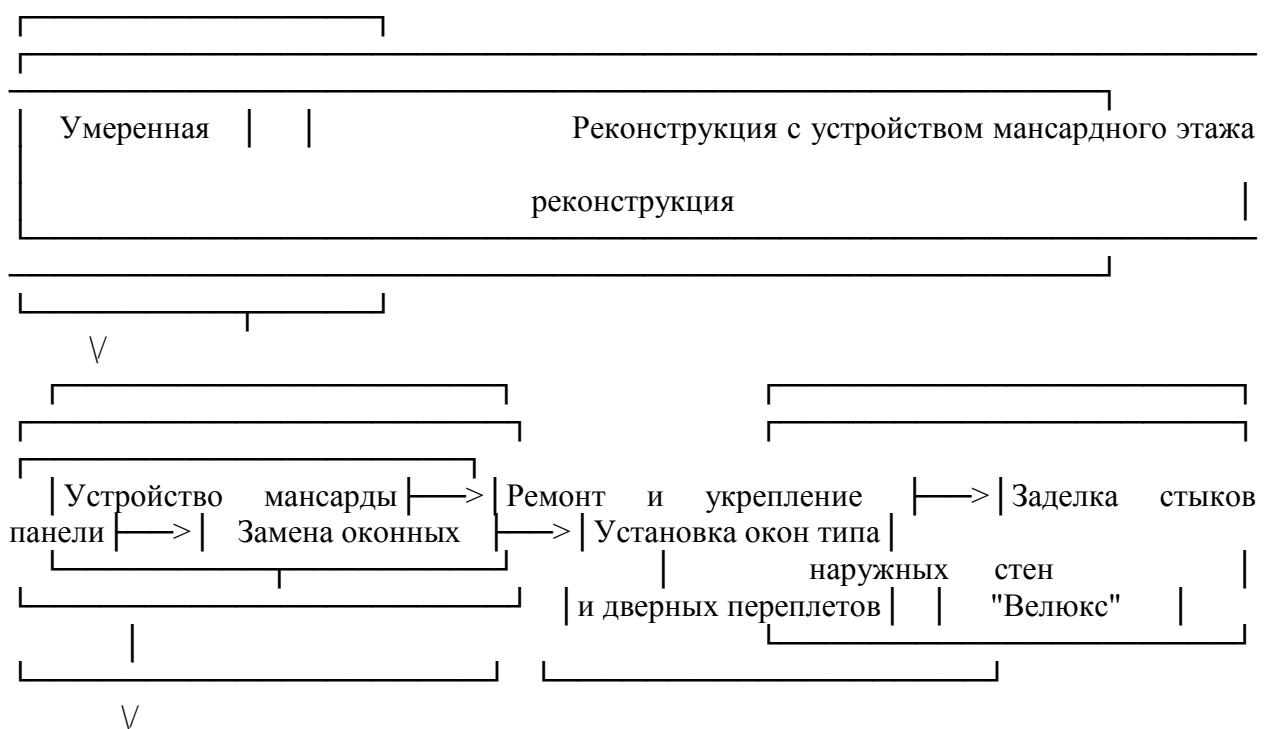 Умеренная Реконструкция с устройством мансардного этажа
реконструкция
\/
Устройство мансарды ├──>│ Ремонт и укрепление ├──>│ Заделка стыков
панели ├──>│ Замена оконных ├──>│ Установка окон типа
наружных стен
и дверных переплетов "Велюкс"
\/